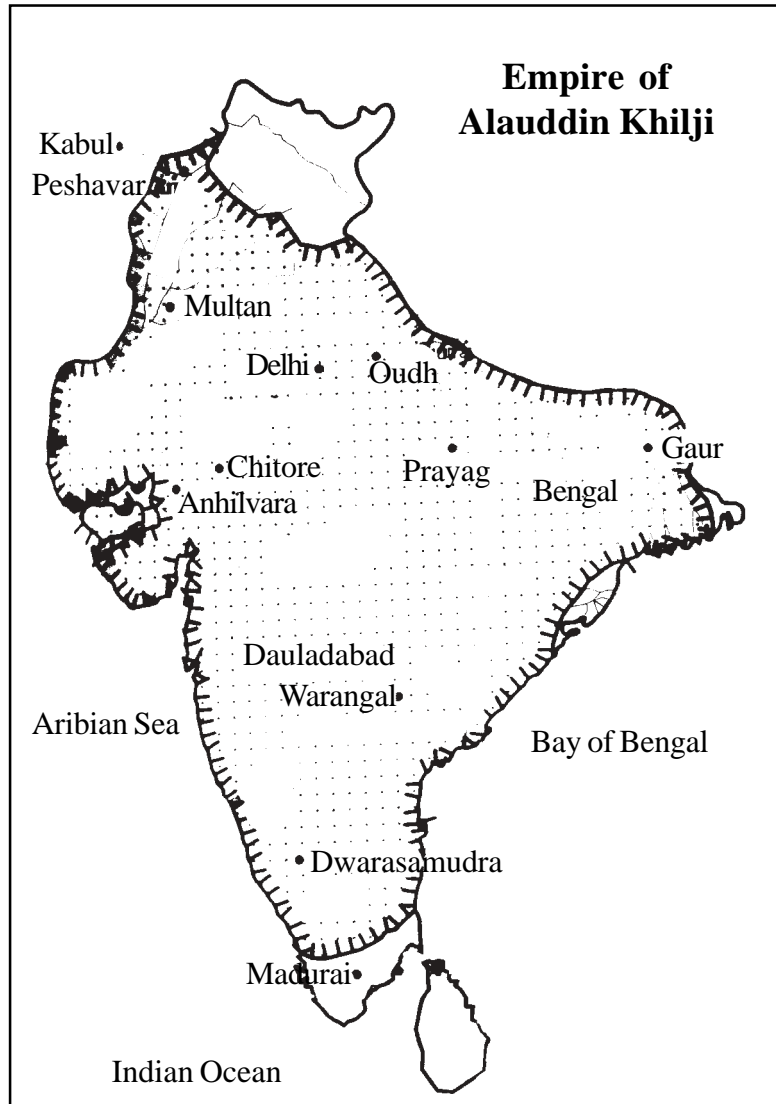 Empire of
Alauddin Khilji
Kabul
Peshavar
Multan
Delhi
Oudh
Chitore
Prayag
Gaur
Anhilvara
Bengal
Dauladabad
Warangal
Aribian Sea
Bay of Bengal
Dwarasamudra
Madurai
Indian Ocean